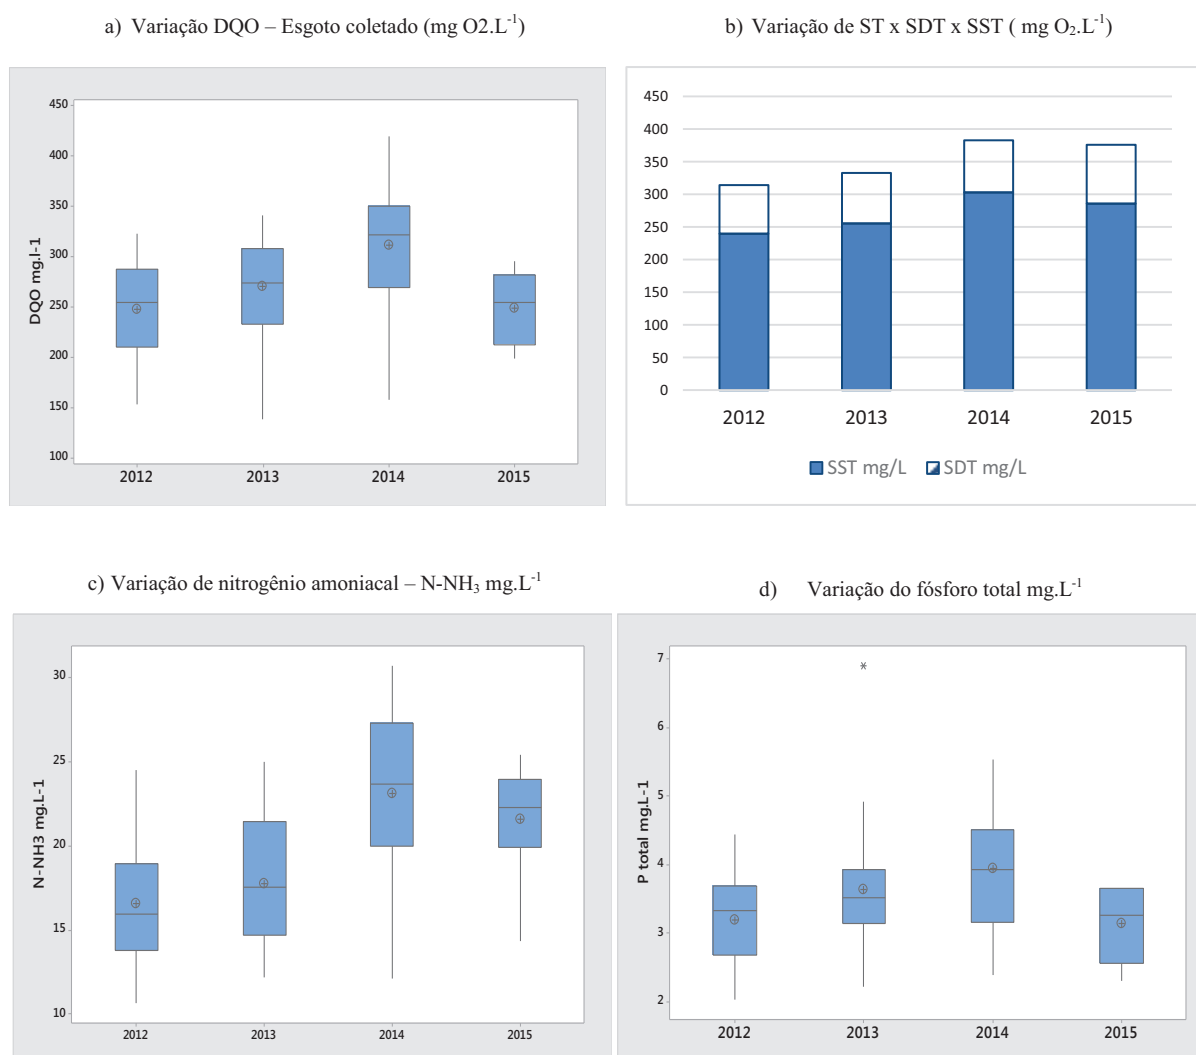 a) Variação DQO – Esgoto coletado (mg O2.L-1)
b) Variação de ST x SDT x SST ( mg O2.L-1)
450
400
350
300
250
200
150
100
DQO mg.l-1
2012 2013 2014 2015
450
400
350
300
250
200
150
100
50
0
2012 2013 2014 2015
SST mg/L SDT mg/L
c) Variação de nitrogênio amoniacal – N-NH3 mg.L-1
d) Variação do fósforo total mg.L-1
30
25
20
15
10
N-NH3 mg.L-1
2012 2013 2014 2015
7
6
5
4
3
2
P total mg.L-1
*
2012 2013 2014 2015